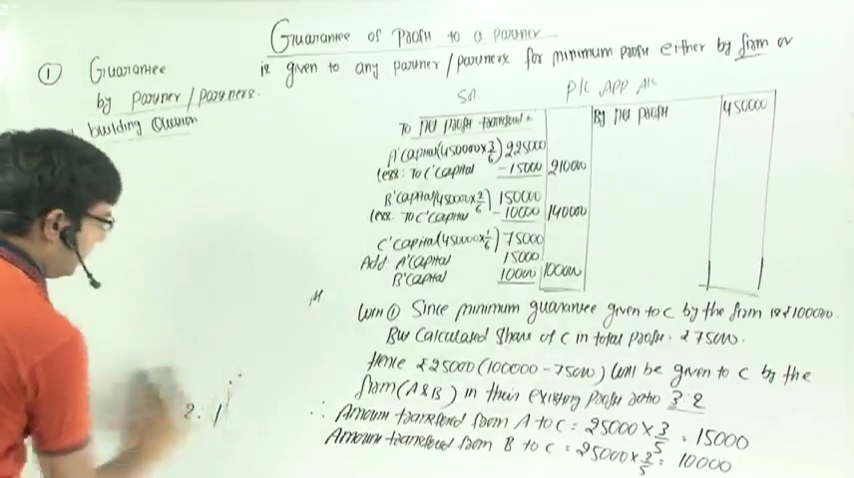 Guarantee of Profit to a partner
① Guarantee
by partner/partners.
building Question
is given to any partner/partners for minimum profit either by firm or
Sol
P/L APP A/c
To Net profit transferred
By Net profit
450000
A' Capital (450000 x 3/6) 225000
less: To C' Capital - 15000 210000
B' Capital (450000 x 2/6) 150000
less: To C' Capital - 10000 140000
C' Capital (450000 x 1/6) 75000
Add: A' Capital 15000
B' Capital 10000 100000
WN ① Since minimum guarantee given to C by the firm is ₹100000.
But Calculated Share of C in total profit. ₹75000.
Hence ₹25000 (100000 - 75000) will be given to C by the
firm (A & B) in their existing profit ratio 3:2
∴ Amount transferred from A to C = 25000 x 3/5 = 15000
Amount transferred from B to C = 25000 x 2/5 = 10000
2. 1